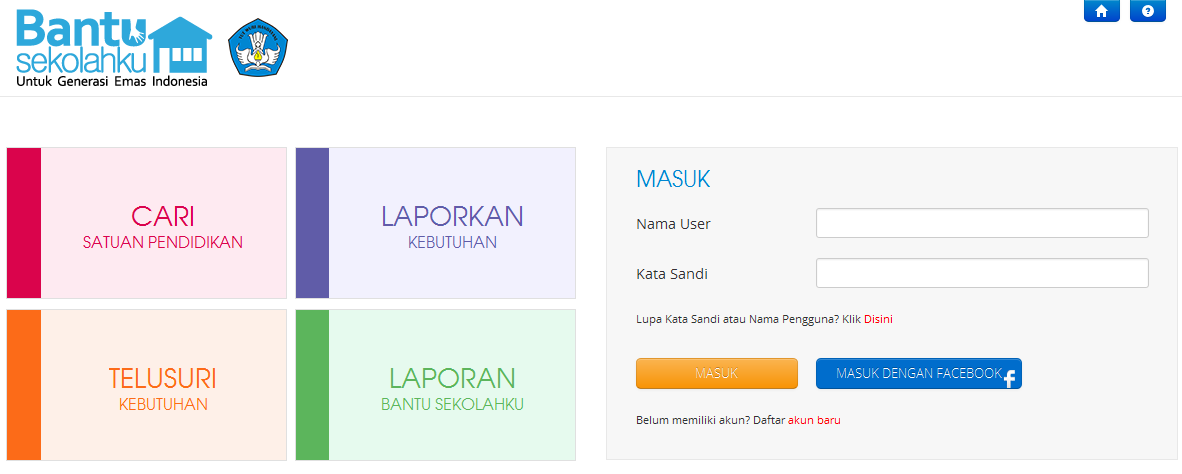 Bantu
sekolahku
Untuk Generasi Emas Indonesia
CARI
SATUAN PENDIDIKAN
LAPORKAN
KEBUTUHAN
TELUSURI
KEBUTUHAN
LAPORAN
BANTU SEKOLAHKU
MASUK
Nama User
Kata Sandi
Lupa Kata Sandi atau Nama Pengguna? Klik Disini
MASUK
MASUK DENGAN FACEBOOK
Belum memiliki akun? Daftar akun baru